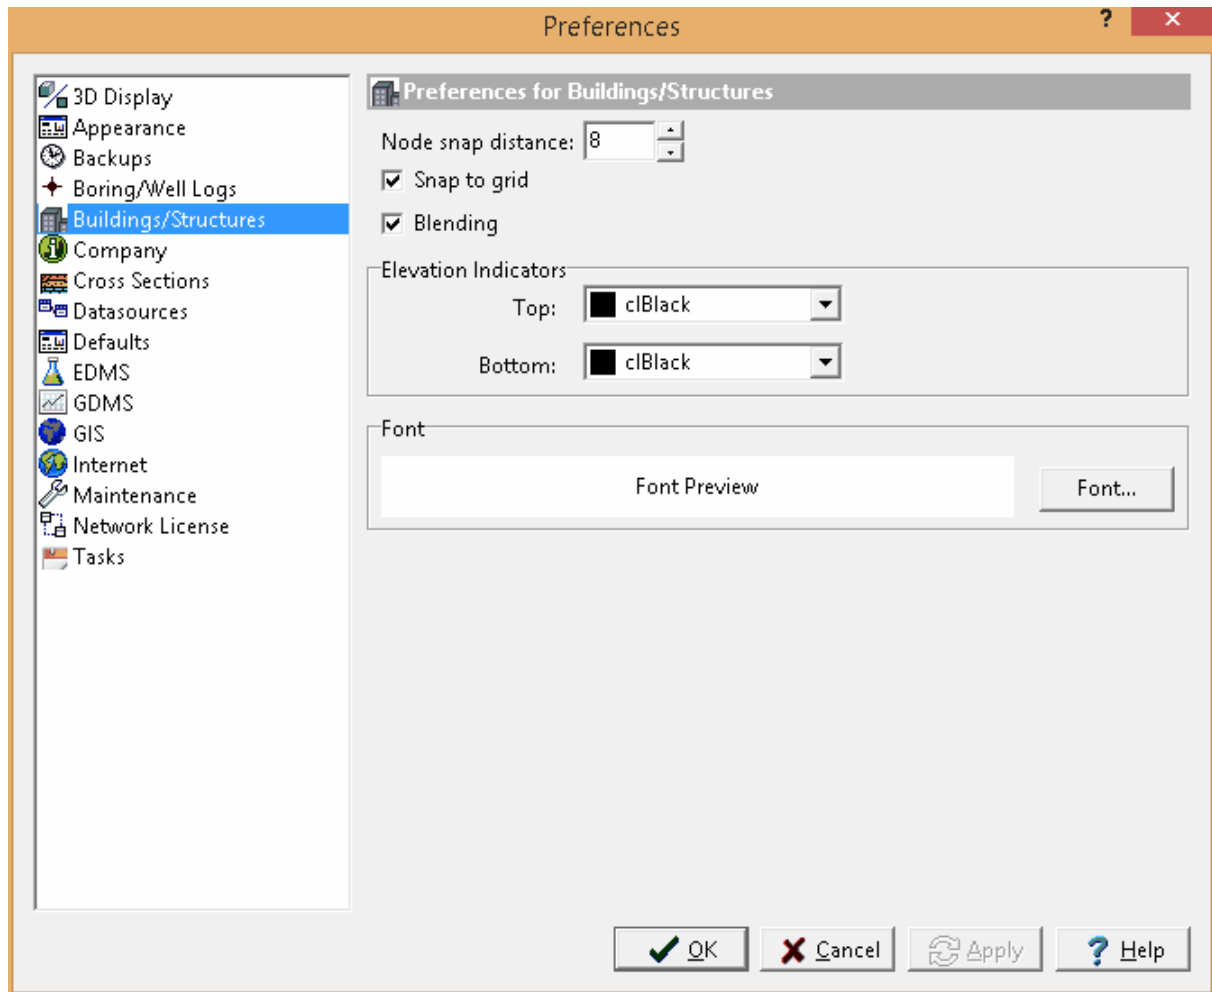 Preferences
?
x
3D Display
Appearance
Backups
Boring/Well Logs
Buildings/Structures
Company
Cross Sections
Datasources
Defaults
EDMS
GDMS
GIS
Internet
Maintenance
Network License
Tasks
Preferences for Buildings/Structures
Node snap distance: 8
Snap to grid
Blending
Elevation Indicators
Top: clBlack
Bottom: clBlack
Font
Font Preview Font...
OK Cancel Apply ? Help